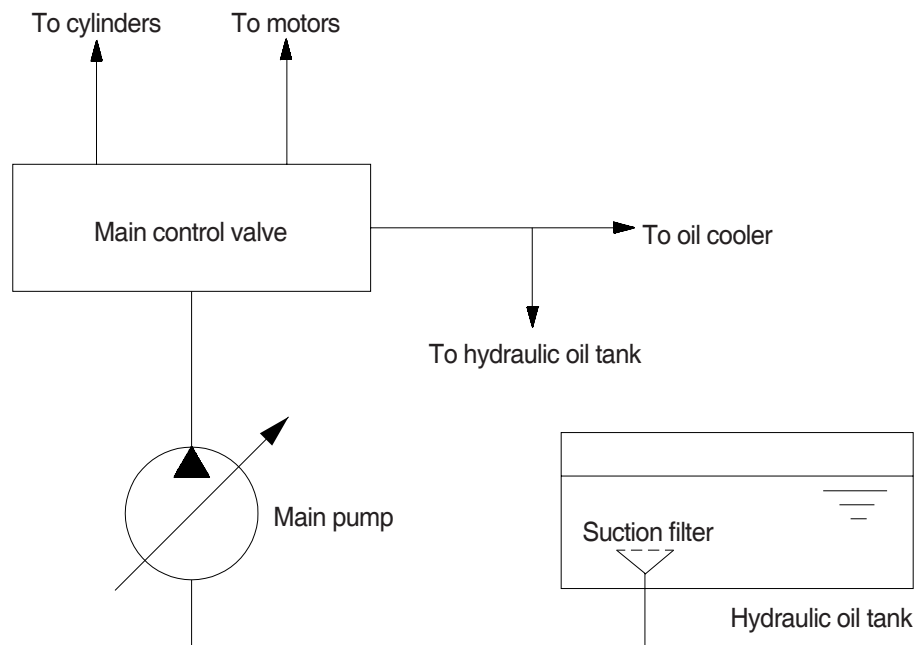 To cylinders
To motors
Main control valve
To oil cooler
To hydraulic oil tank
Main pump
Suction filter
Hydraulic oil tank